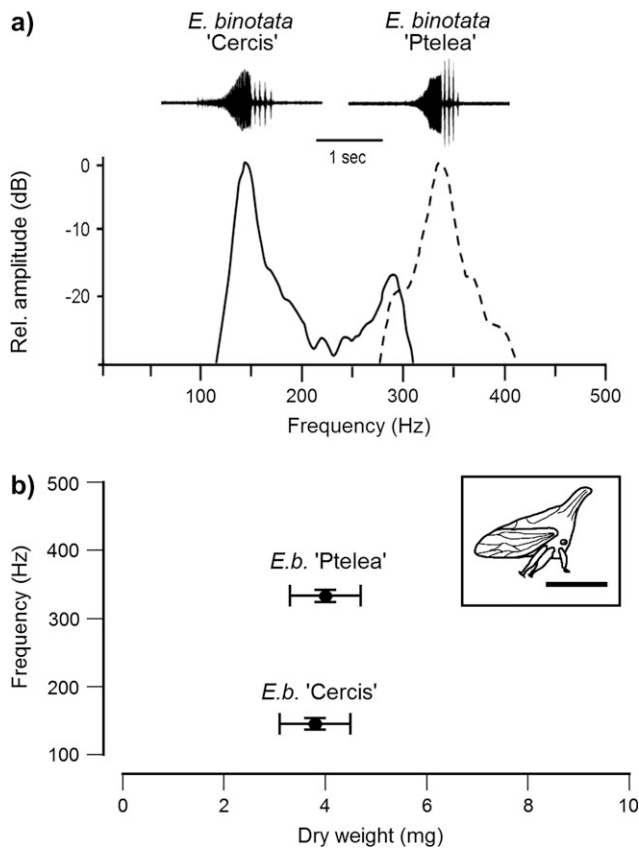 a)
E. binotata E. binotata
'Cercis' 'Ptelea'
1 sec
0
-10
-20
Rel. amplitude (dB)
100 200 300 400 500
Frequency (Hz)
b)
500
400
300
200
100
Frequency (Hz)
E.b. 'Ptelea'
E.b. 'Cercis'
0 2 4 6 8 10
Dry weight (mg)